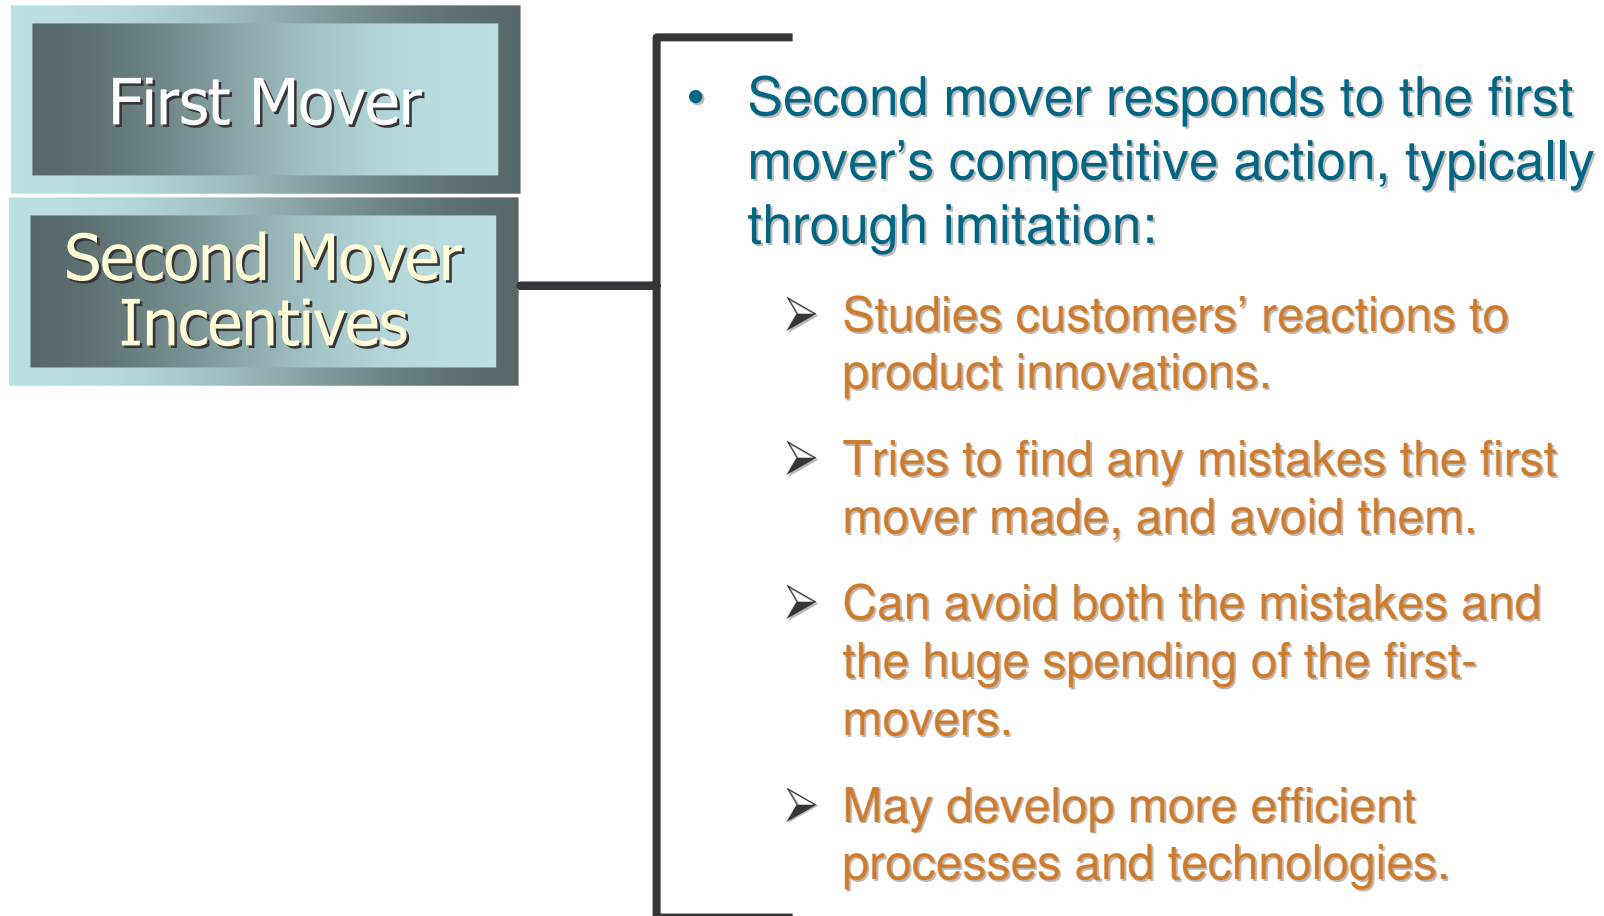 First Mover
Second Mover
Incentives
• Second mover responds to the first
mover’s competitive action, typically
through imitation:
➢ Studies customers’ reactions to
product innovations.
➢ Tries to find any mistakes the first
mover made, and avoid them.
➢ Can avoid both the mistakes and
the huge spending of the first-
movers.
➢ May develop more efficient
processes and technologies.